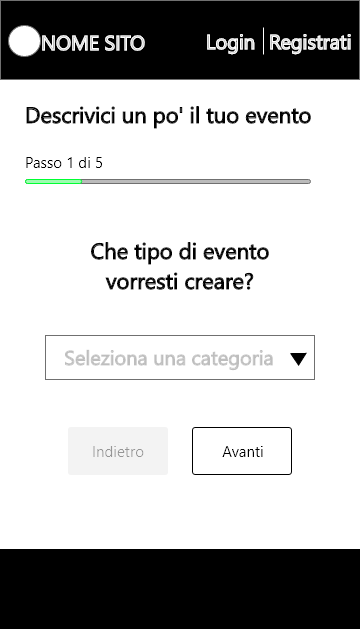 NOME SITO
Login | Registrati
Descrivici un po' il tuo evento
Passo 1 di 5
Che tipo di evento
vorresti creare?
Seleziona una categoria
Indietro
Avanti